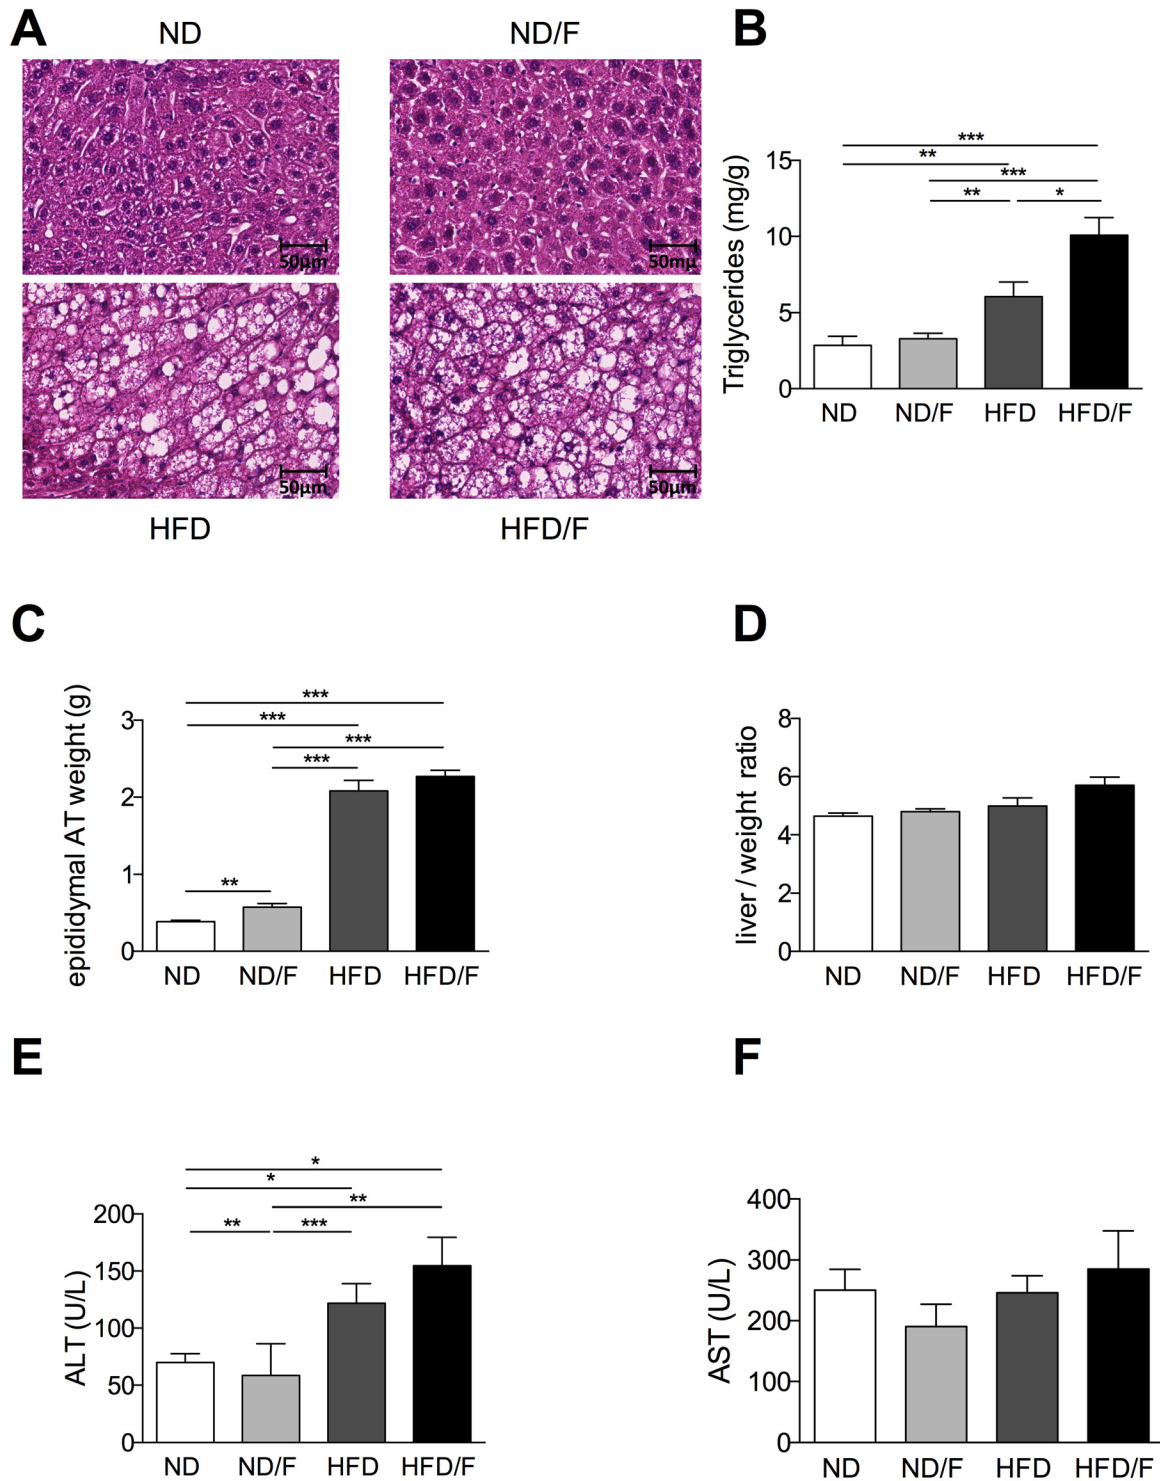 A
ND
ND/F
50µm
50mµ
50µm
50µm
HFD
HFD/F
B
Triglycerides (mg/g)
15
10
5
0
***
**
***
**
*
ND
ND/F
HFD
HFD/F
C
epididymal AT weight (g)
3
2
1
0
***
***
***
***
**
ND
ND/F
HFD
HFD/F
D
liver / weight ratio
8
6
4
2
0
ND
ND/F
HFD
HFD/F
E
ALT (U/L)
200
150
100
50
0
*
*
**
**
***
ND
ND/F
HFD
HFD/F
F
AST (U/L)
400
300
200
100
0
ND
ND/F
HFD
HFD/F